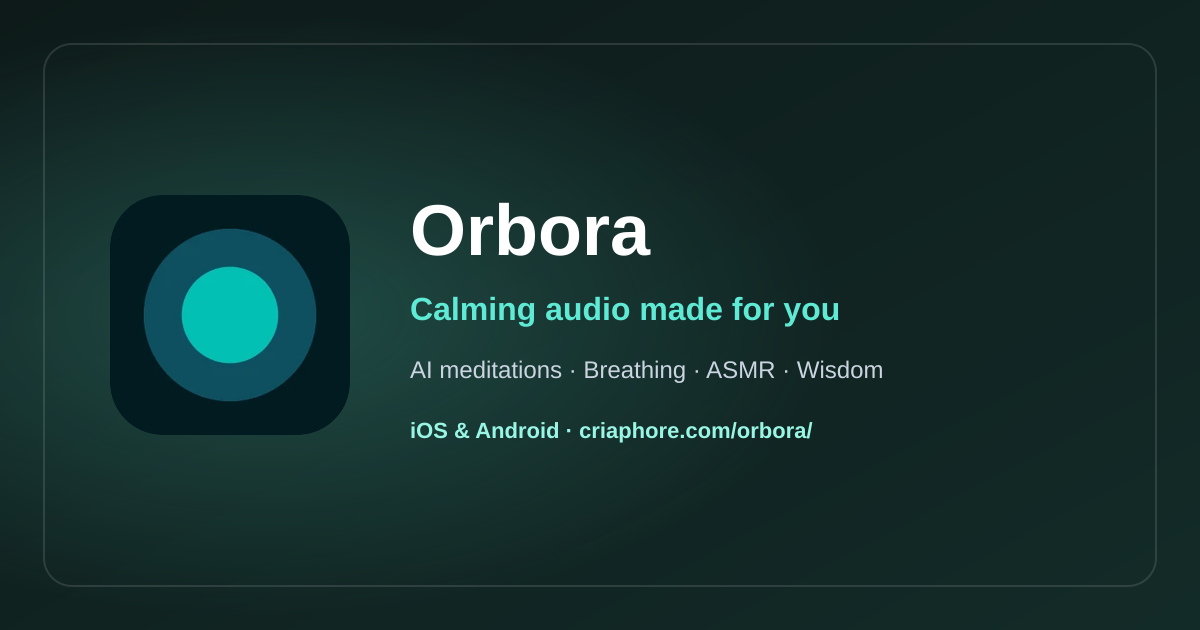 Orbora
Calming audio made for you
AI meditations · Breathing · ASMR · Wisdom
iOS & Android · criaphore.com/orbora/